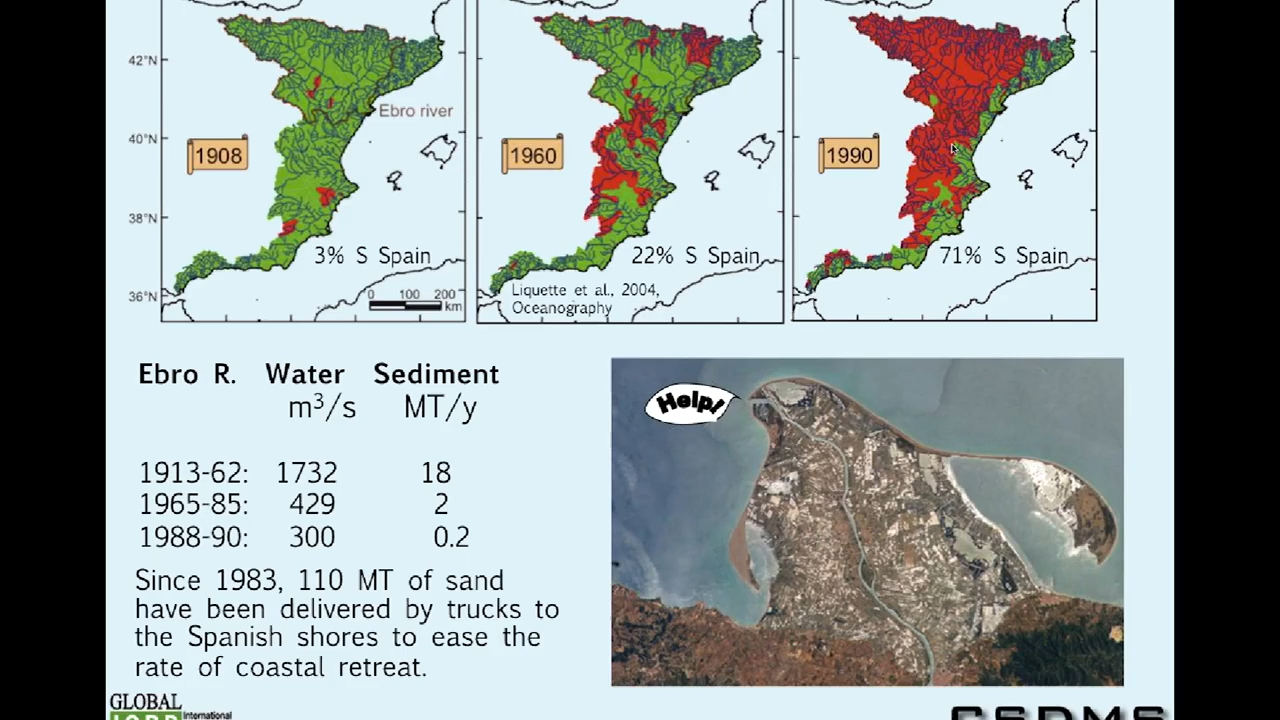 42°N
40°N
38°N
36°N
Ebro river
1908
1960
1990
3% S Spain
22% S Spain
71% S Spain
0 100 200
km
Liquette et al., 2004,
Oceanography
Ebro R. Water Sediment
m³/s MT/y
1913-62: 1732 18
1965-85: 429 2
1988-90: 300 0.2
Since 1983, 110 MT of sand
have been delivered by trucks to
the Spanish shores to ease the
rate of coastal retreat.
Help!
GLOBAL
International
CSDMS